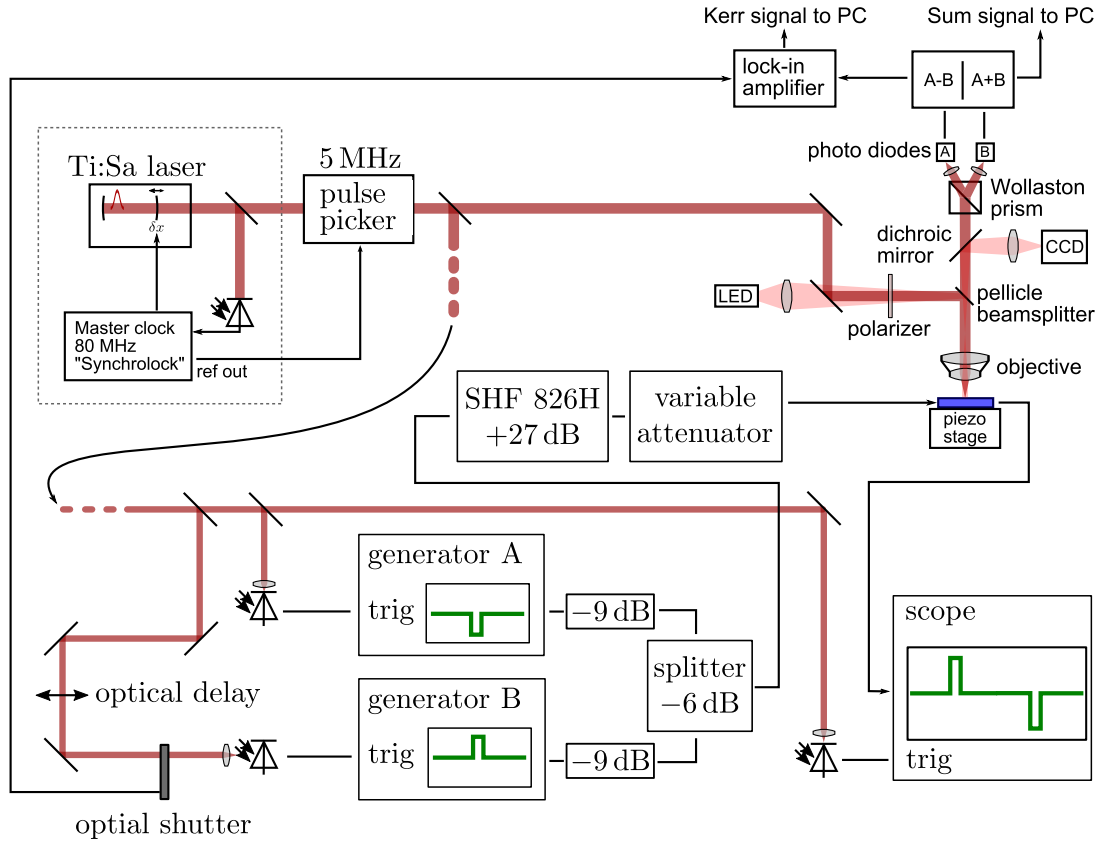 Kerr signal to PC
Sum signal to PC
lock-in
amplifier
A-B
A+B
photo diodes
A
B
Ti:Sa laser
δx
5 MHz
pulse
picker
Wollaston
prism
dichroic
mirror
CCD
LED
polarizer
pellicle
beamsplitter
Master clock
80 MHz
"Synchrolock"
ref out
objective
SHF 826H
+27 dB
variable
attenuator
piezo
stage
generator A
trig
−9 dB
splitter
−6 dB
scope
trig
optical delay
generator B
trig
−9 dB
optial shutter